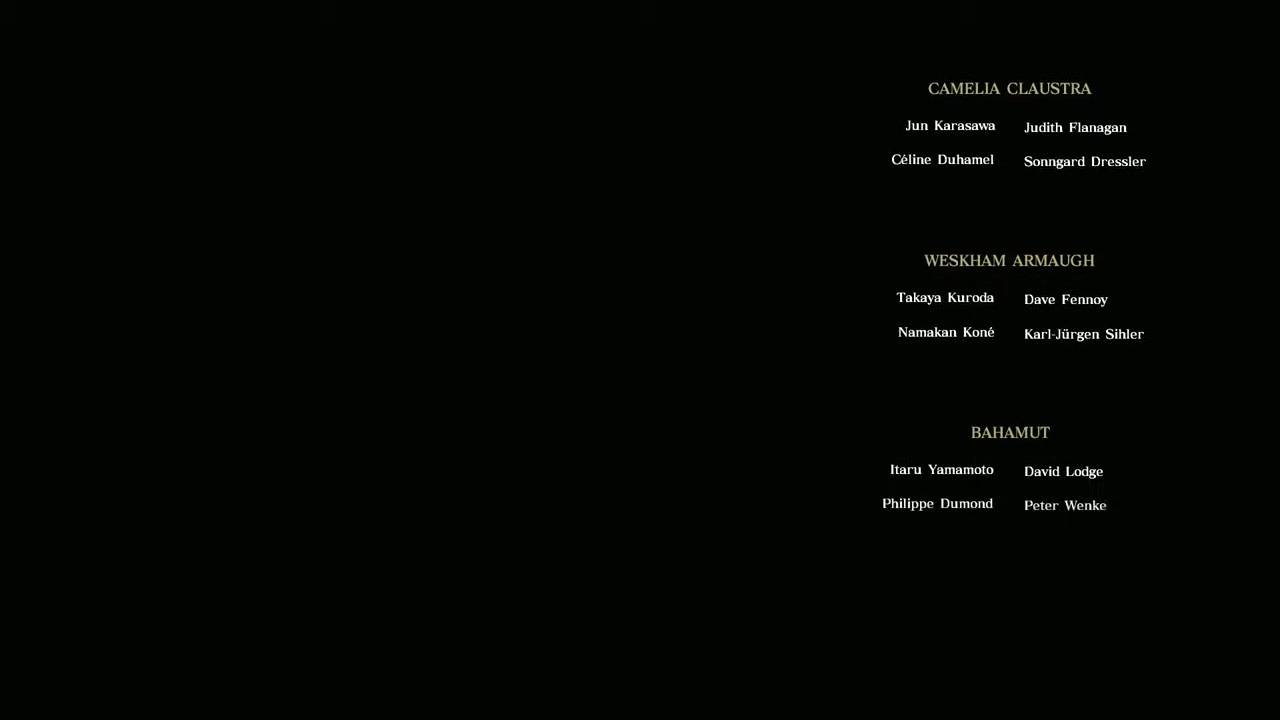 CAMELIA CLAUSTRA
Jun Karasawa Judith Flanagan
Céline Duhamel Sonngard Dressler
WESKHAM ARMAUGH
Takaya Kuroda Dave Fennoy
Namakan Koné Karl-Jürgen Sihler
BAHAMUT
Itaru Yamamoto David Lodge
Philippe Dumond Peter Wenke